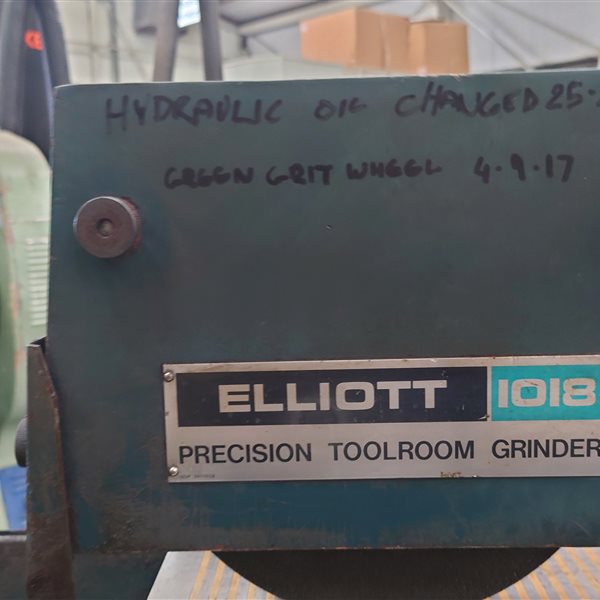 HYDRAULIC OIL CHANGED 25.
GREEN GRIT WHEEL 4.9.17
ELLIOTT 1018
PRECISION TOOLROOM GRINDER